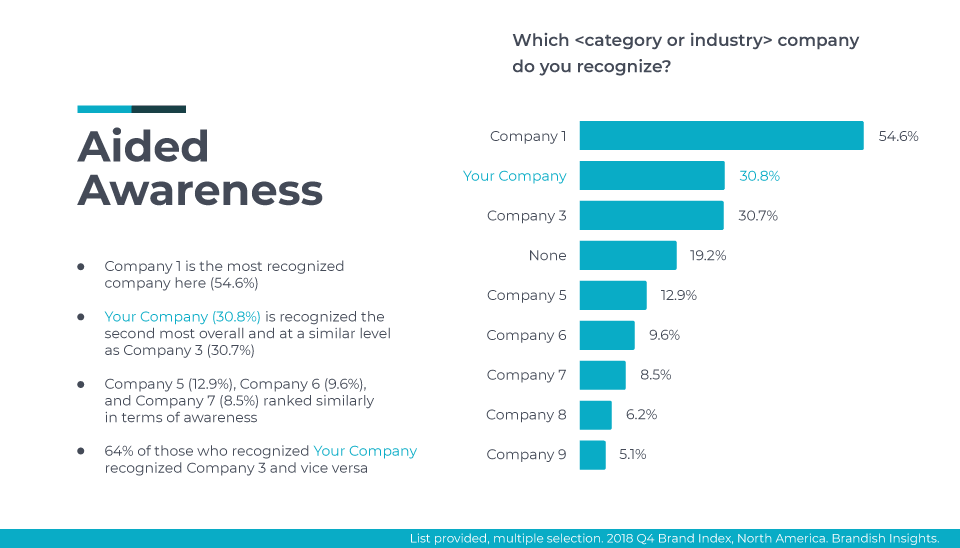 Which <category or industry> company
do you recognize?
Aided
Awareness
● Company 1 is the most recognized
company here (54.6%)
● Your Company (30.8%) is recognized the
second most overall and at a similar level
as Company 3 (30.7%)
● Company 5 (12.9%), Company 6 (9.6%),
and Company 7 (8.5%) ranked similarly
in terms of awareness
● 64% of those who recognized Your Company
recognized Company 3 and vice versa
Company 1 54.6%
Your Company 30.8%
Company 3 30.7%
None 19.2%
Company 5 12.9%
Company 6 9.6%
Company 7 8.5%
Company 8 6.2%
Company 9 5.1%
List provided, multiple selection. 2018 Q4 Brand Index, North America. Brandish Insights.